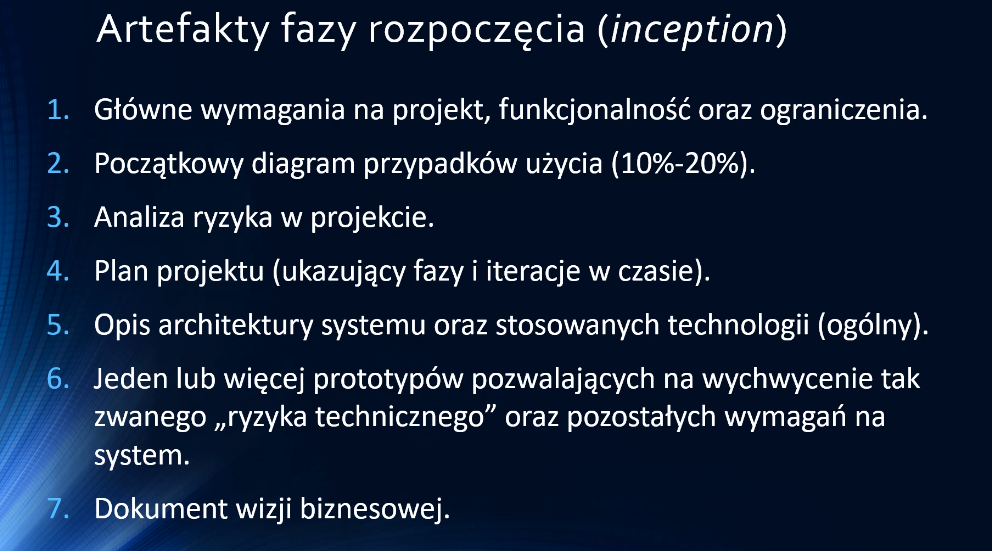 Artefakty fazy rozpoczęcia (inception)
1. Główne wymagania na projekt, funkcjonalność oraz ograniczenia.
2. Początkowy diagram przypadków użycia (10%-20%).
3. Analiza ryzyka w projekcie.
4. Plan projektu (ukazujący fazy i iteracje w czasie).
5. Opis architektury systemu oraz stosowanych technologii (ogólny).
6. Jeden lub więcej prototypów pozwalających na wychwycenie tak
zwanego „ryzyka technicznego” oraz pozostałych wymagań na
system.
7. Dokument wizji biznesowej.